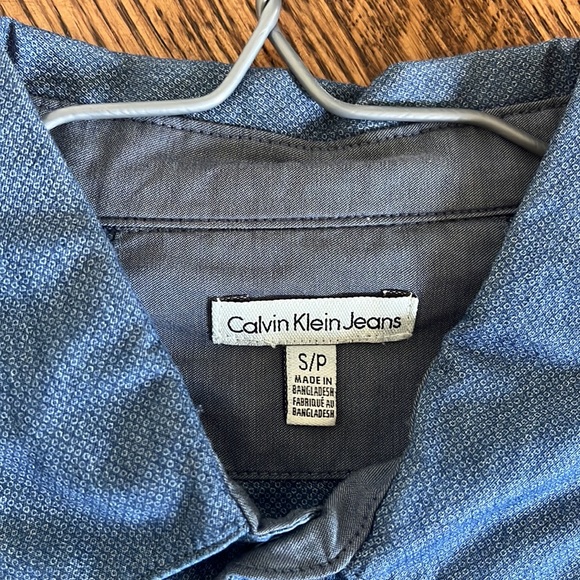 Calvin Klein Jeans
S/P
MADE IN
BANGLADESH
FABRIQUÉ AU
BANGLADESH